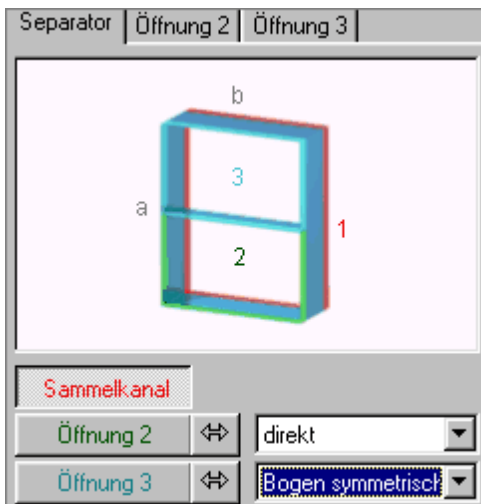 Separator Öffnung 2 Öffnung 3
b
3
a
1
2
Sammelkanal
Öffnung 2 direkt
Öffnung 3 Bogen symmetrisch